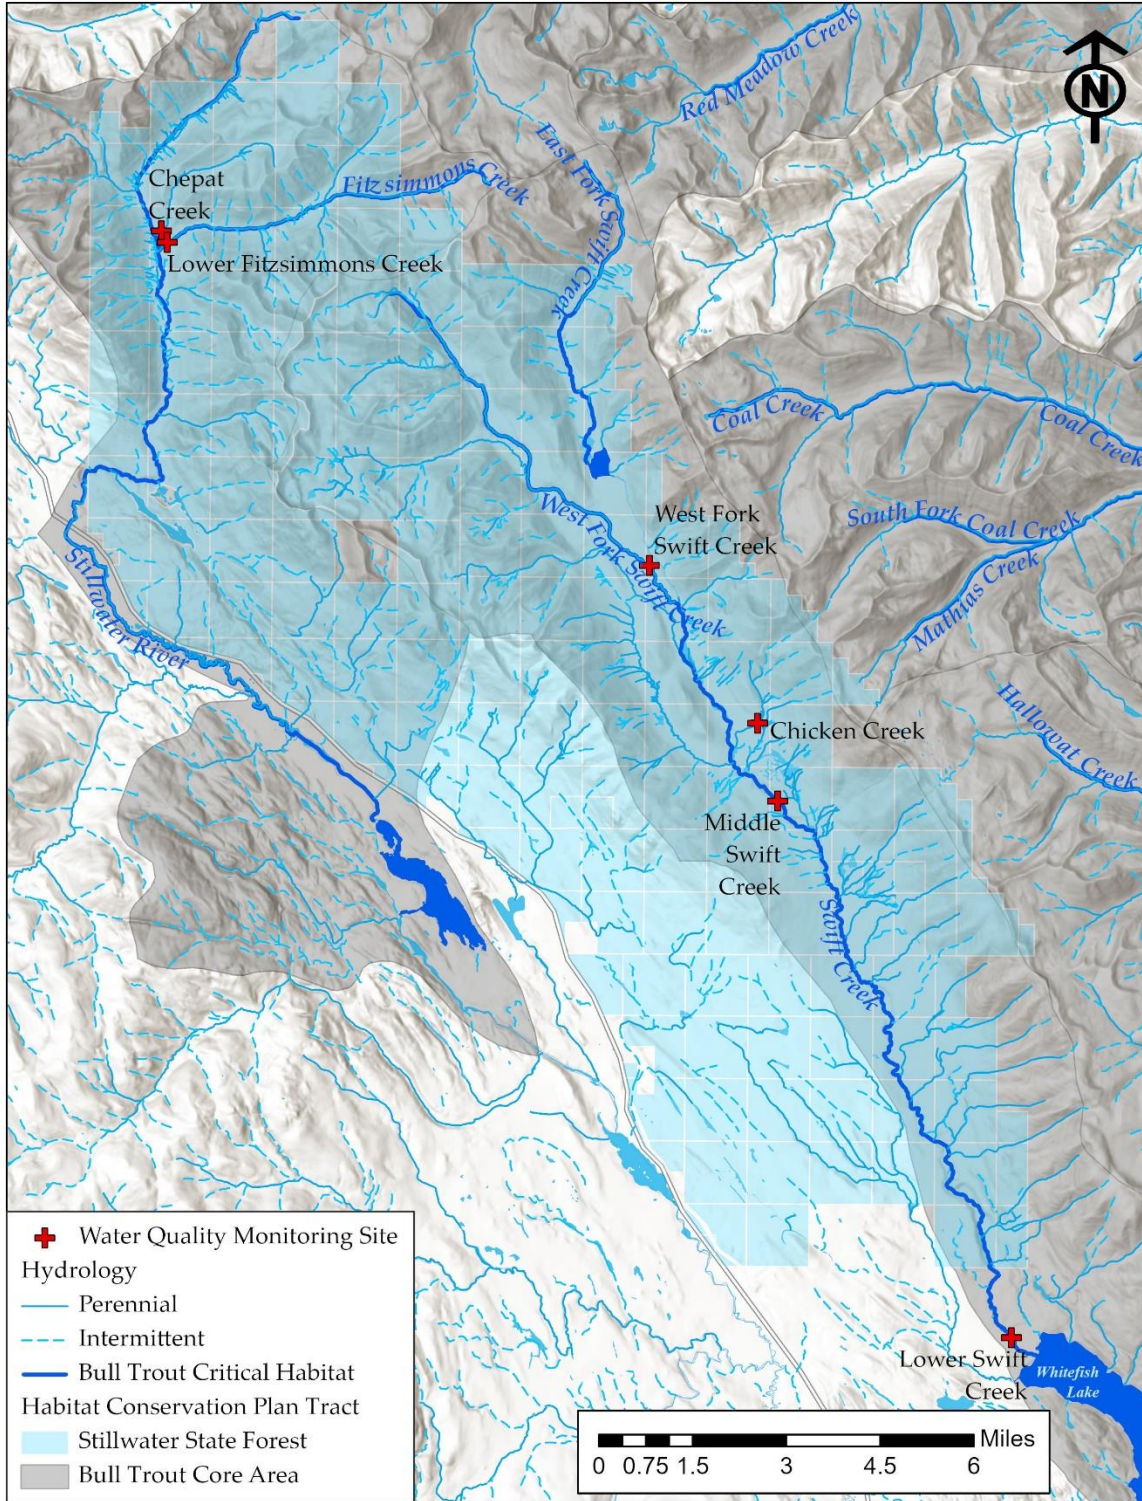 Red Meadow Creek
N
East Fork Swift Creek
Chepat
Creek
Fitzsimmons Creek
Lower Fitzsimmons Creek
Coal Creek
Coal Creek
West Fork
Swift Creek
South Fork Coal Creek
West Fork Swift Creek
Mathias Creek
Stillwater River
Chicken Creek
Hallowat Creek
Middle
Swift
Creek
Swift Creek
Water Quality Monitoring Site
Hydrology
Perennial
Intermittent
Bull Trout Critical Habitat
Habitat Conservation Plan Tract
Stillwater State Forest
Bull Trout Core Area
Lower Swift
Creek
Whitefish
Lake
Miles
0 0.75 1.5 3 4.5 6